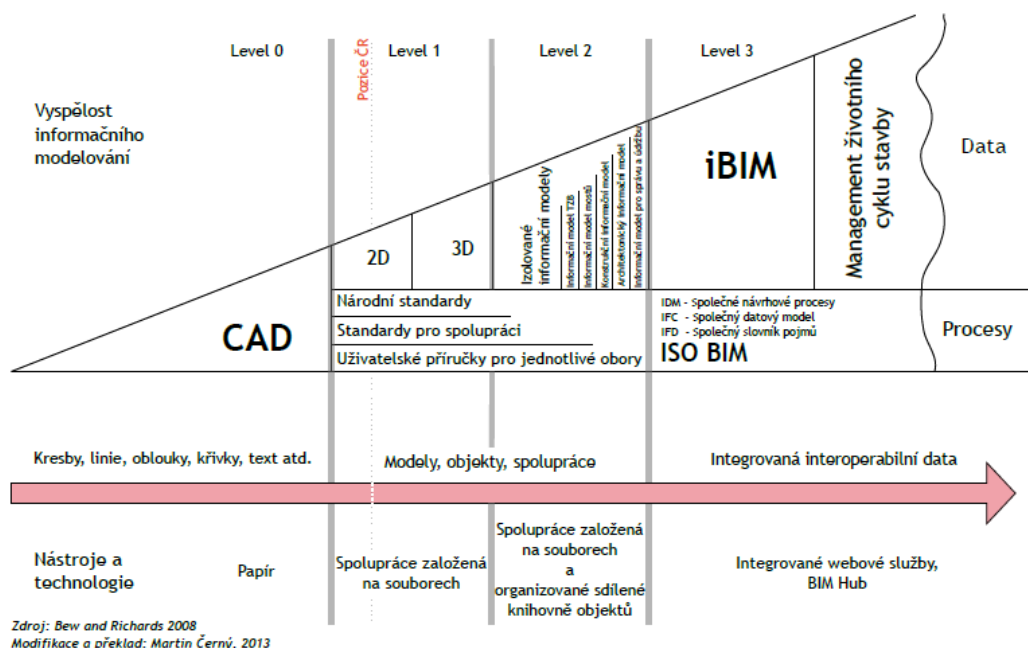 Level 0
Level 1
Level 2
Level 3
Pozice ČR
Vyspělost
informačního
modelování
2D
3D
Izolované
informační modely
Informační model TZB
Informační model mostů
Konstrukční informační model
Architektonický informační model
Informační model pro správu a údržbu
iBIM
Management životního
cyklu stavby
Data
CAD
Národní standardy
Standardy pro spolupráci
Uživatelské příručky pro jednotlivé obory
IDM - Společné návrhové procesy
IFC - Společný datový model
IFD - Společný slovník pojmů
ISO BIM
Procesy
Kresby, linie, oblouky, křivky, text atd.
Modely, objekty, spolupráce
Integrovaná interoperabilní data
Nástroje a
technologie
Papír
Spolupráce založená
na souborech
Spolupráce založená
na souborech
a
organizované sdílené
knihovně objektů
Integrované webové služby,
BIM Hub
Zdroj: Bew and Richards 2008
Modifikace a překlad: Martin Černý, 2013